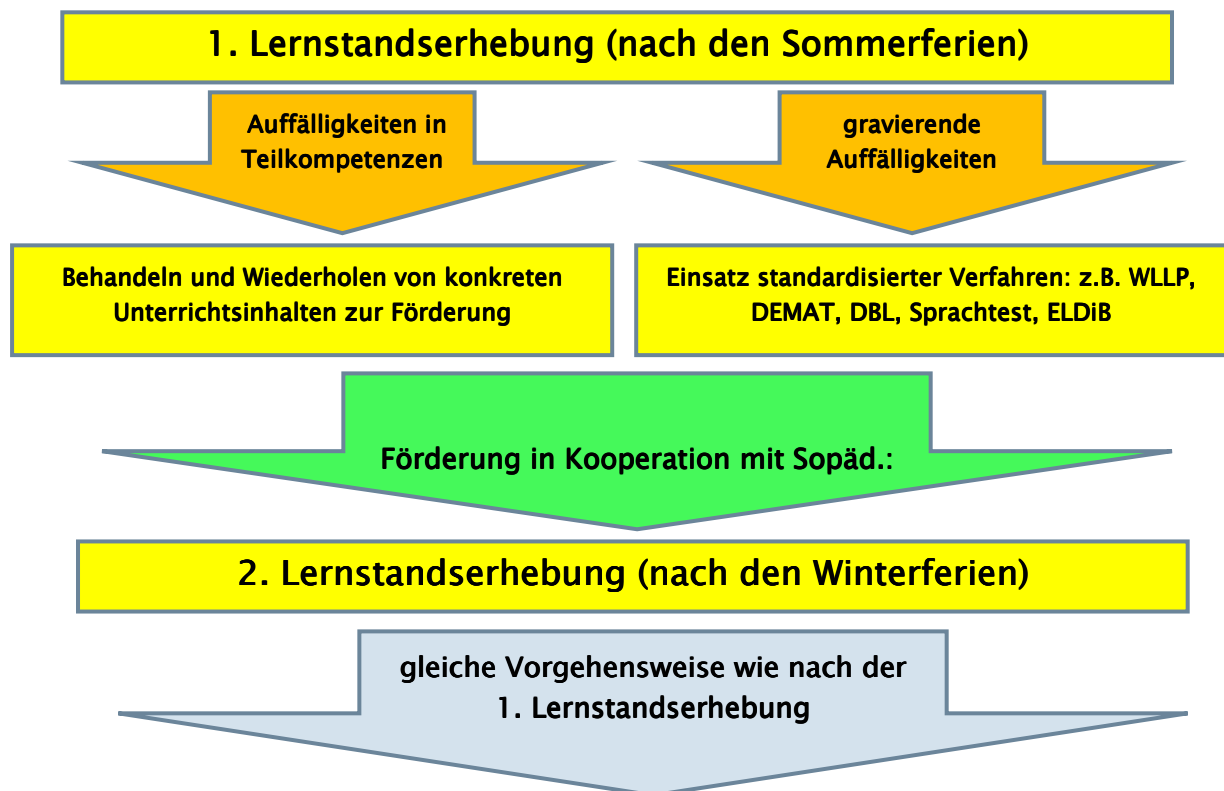 1. Lernstandserhebung (nach den Sommerferien)
Auffälligkeiten in
Teilkompetenzen
gravierende
Auffälligkeiten
Behandeln und Wiederholen von konkreten
Unterrichtsinhalten zur Förderung
Einsatz standardisierter Verfahren: z.B. WLLP,
DEMAT, DBL, Sprachtest, ELDiB
Förderung in Kooperation mit Sopäd.:
2. Lernstandserhebung (nach den Winterferien)
gleiche Vorgehensweise wie nach der
1. Lernstandserhebung